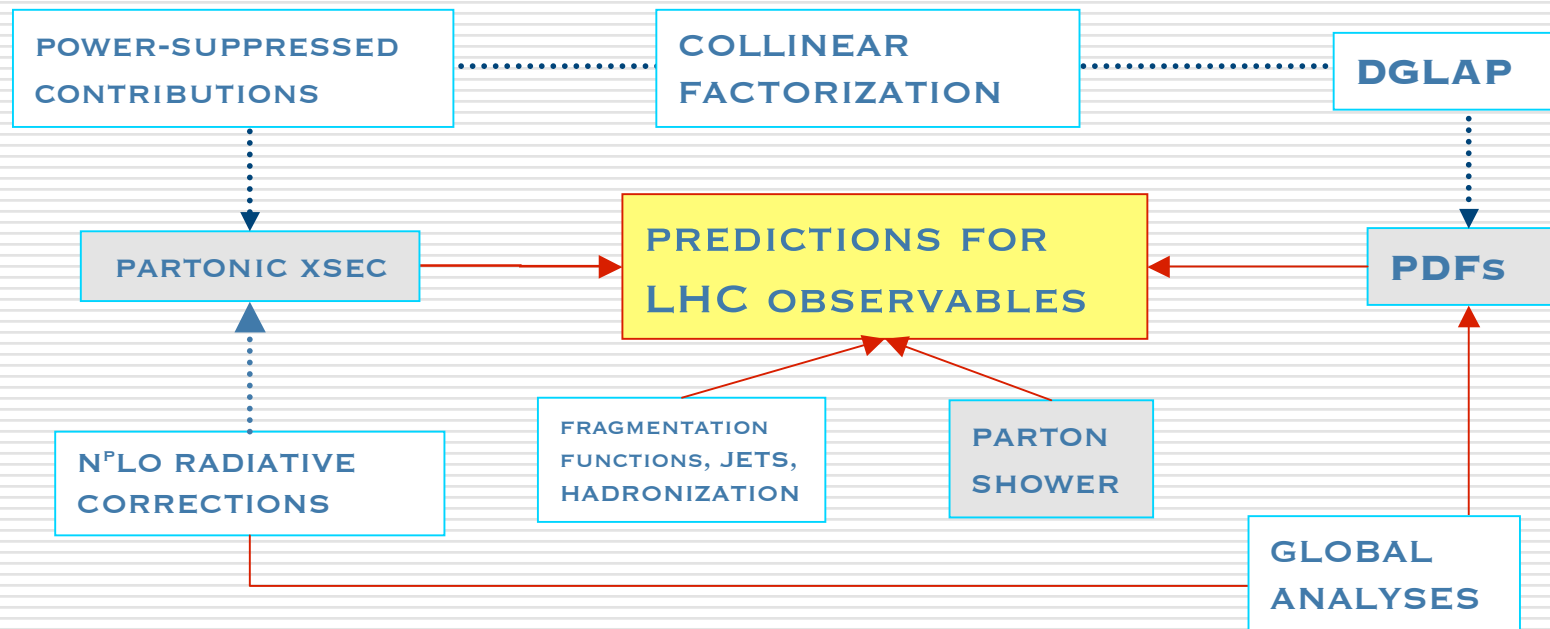 POWER-SUPPRESSED
CONTRIBUTIONS
COLLINEAR
FACTORIZATION
DGLAP
PARTONIC XSEC
PREDICTIONS FOR
LHC OBSERVABLES
PDFs
N^PLO RADIATIVE
CORRECTIONS
FRAGMENTATION
FUNCTIONS, JETS,
HADRONIZATION
PARTON
SHOWER
GLOBAL
ANALYSES